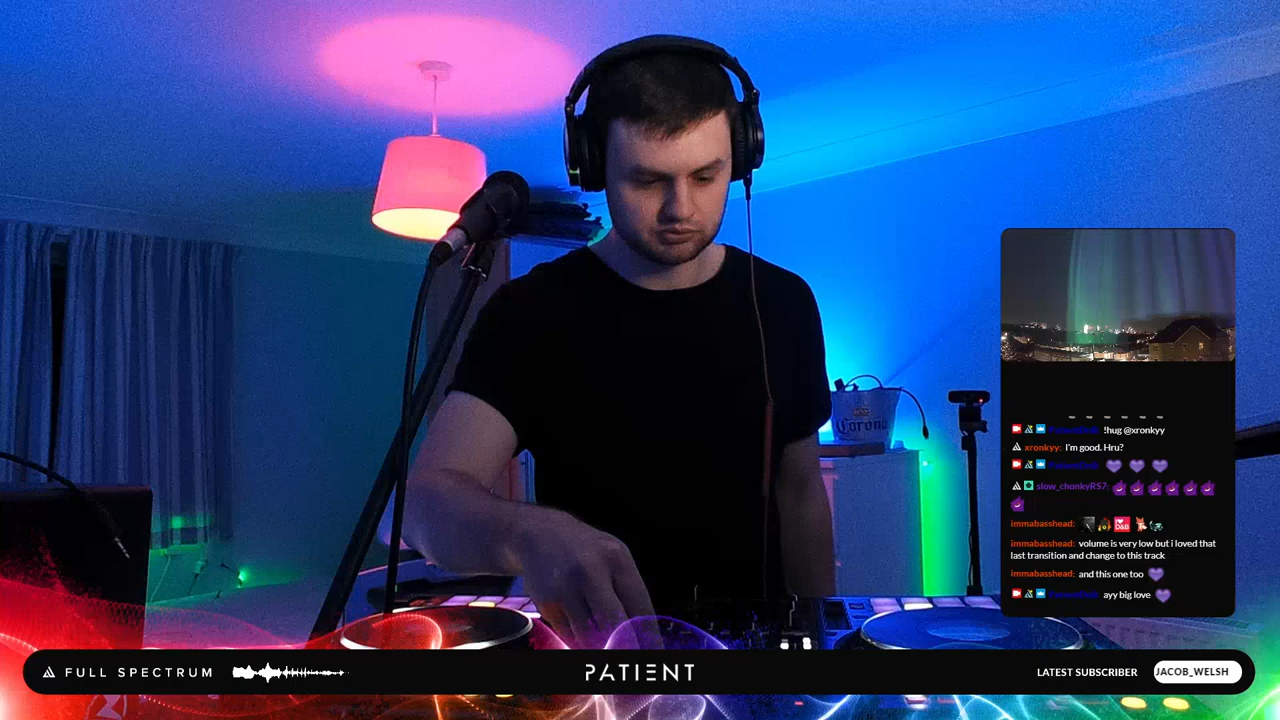 Corona
!hug @xronkyy
xronkyy: I'm good. Hru?
slow_chonkyRS7:
immabasshead:
immabasshead: volume is very low but i loved that
last transition and change to this track
immabasshead: and this one too
ayy big love
FULL SPECTRUM
PATIENT
LATEST SUBSCRIBER
JACOB_WELSH